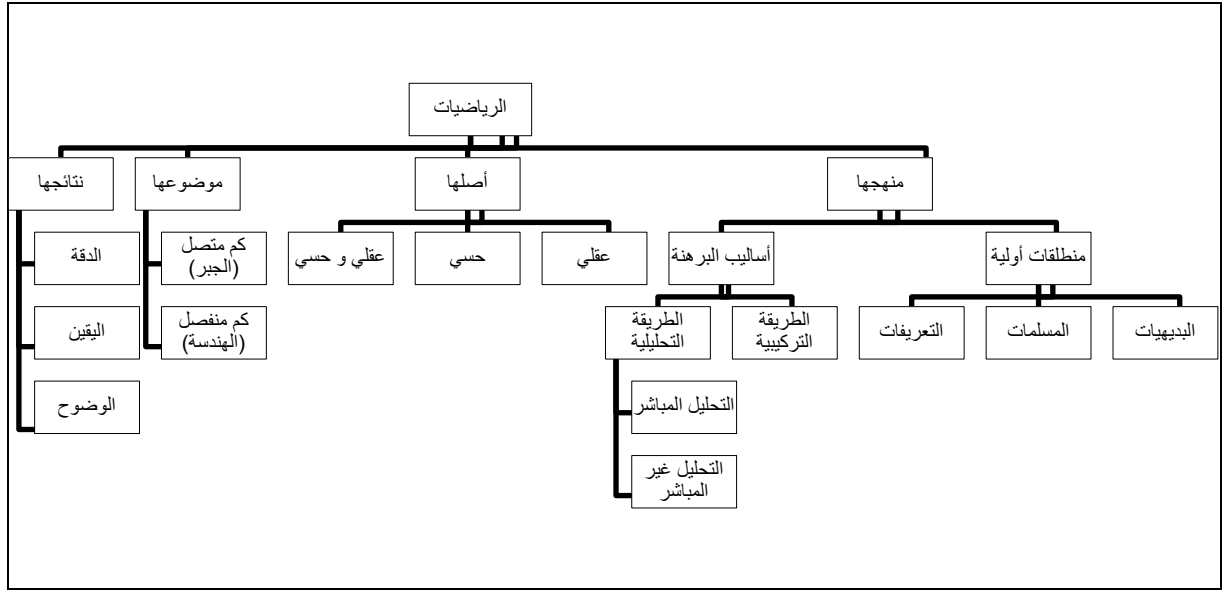 الرياضيات
منهجها
أصلها
موضوعها
نتائجها
منطلقات أولية
أساليب البرهنة
عقلي
حسي
عقلي و حسي
كم متصل
(الجبر)
الدقة
البديهيات
المسلمات
التعريفات
الطريقة
التركيبية
الطريقة
التحليلية
كم منفصل
(الهندسة)
اليقين
التحليل المباشر
الوضوح
التحليل غير
المباشر